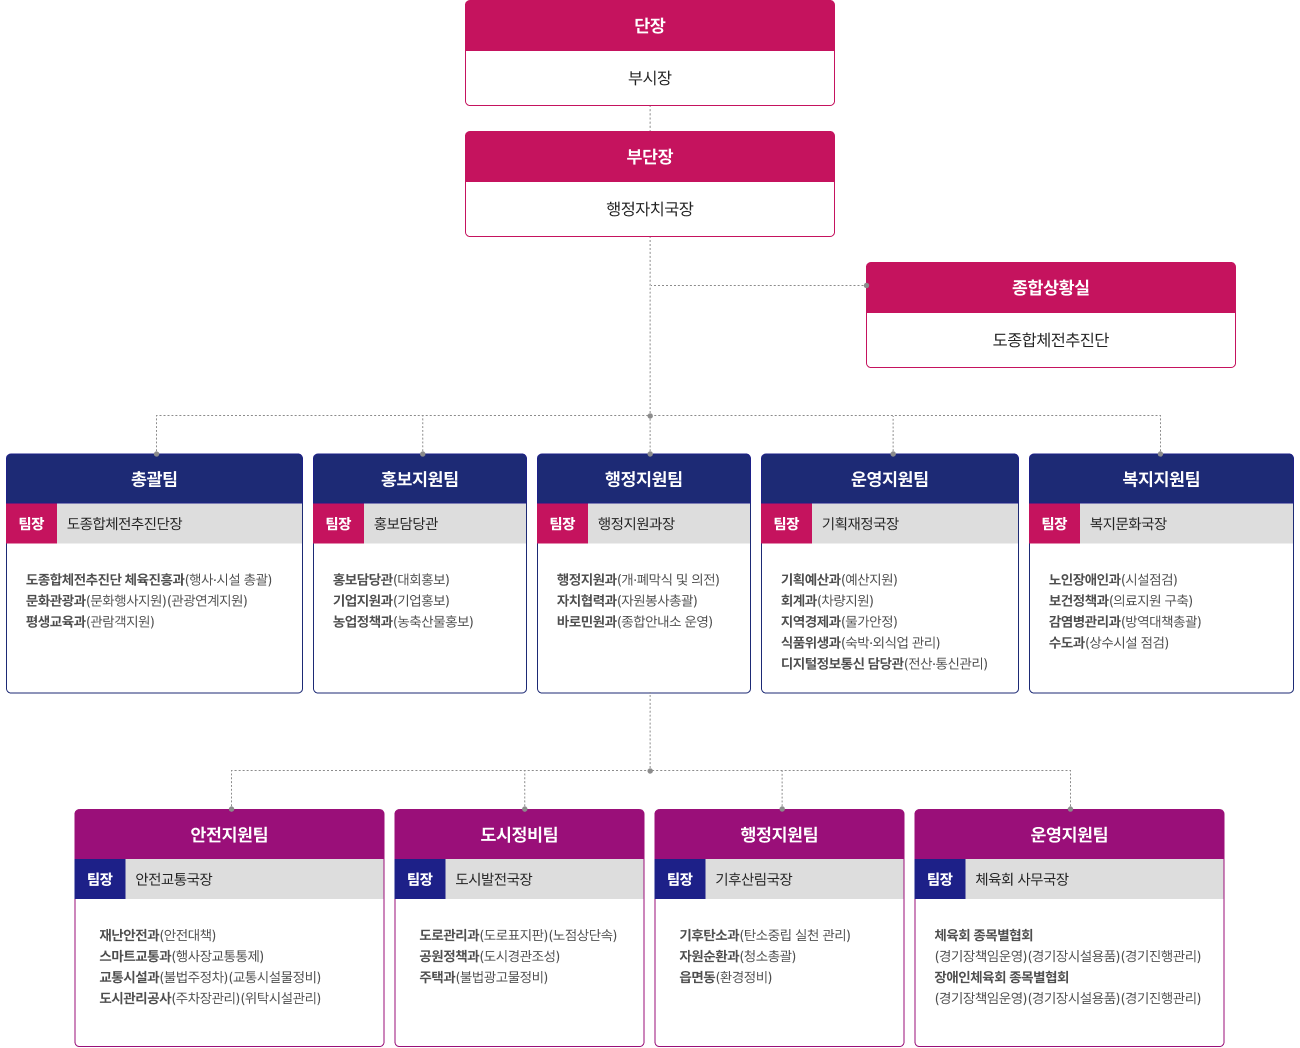 단장
부시장
부단장
행정자치국장
종합상황실
도종합체전추진단
총괄팀
팀장 도종합체전추진단장
도종합체전추진단 체육진흥과(행사·시설 총괄)
문화관광과(문화행사지원)(관광연계지원)
평생교육과(관람객지원)
홍보지원팀
팀장 홍보담당관
홍보담당관(대회홍보)
기업지원과(기업홍보)
농업정책과(농축산물홍보)
행정지원팀
팀장 행정지원과장
행정지원과(개·폐막식 및 의전)
자치협력과(자원봉사총괄)
바로민원과(종합안내소 운영)
운영지원팀
팀장 기획재정국장
기획예산과(예산지원)
회계과(차량지원)
지역경제과(물가안정)
식품위생과(숙박·외식업 관리)
디지털정보통신 담당관(전산·통신관리)
복지지원팀
팀장 복지문화국장
노인장애인과(시설점검)
보건정책과(의료지원 구축)
감염병관리과(방역대책총괄)
수도과(상수시설 점검)
안전지원팀
팀장 안전교통국장
재난안전과(안전대책)
스마트교통과(행사장교통통제)
교통시설과(불법주정차)(교통시설물정비)
도시관리공사(주차장관리)(위탁시설관리)
도시정비팀
팀장 도시발전국장
도로관리과(도로표지판)(노점상단속)
공원정책과(도시경관조성)
주택과(불법광고물정비)
행정지원팀
팀장 기후산림국장
기후탄소과(탄소중립 실천 관리)
자원순환과(청소총괄)
읍면동(환경정비)
운영지원팀
팀장 체육회 사무국장
체육회 종목별협회
(경기장책임운영)(경기장시설용품)(경기진행관리)
장애인체육회 종목별협회
(경기장책임운영)(경기장시설용품)(경기진행관리)